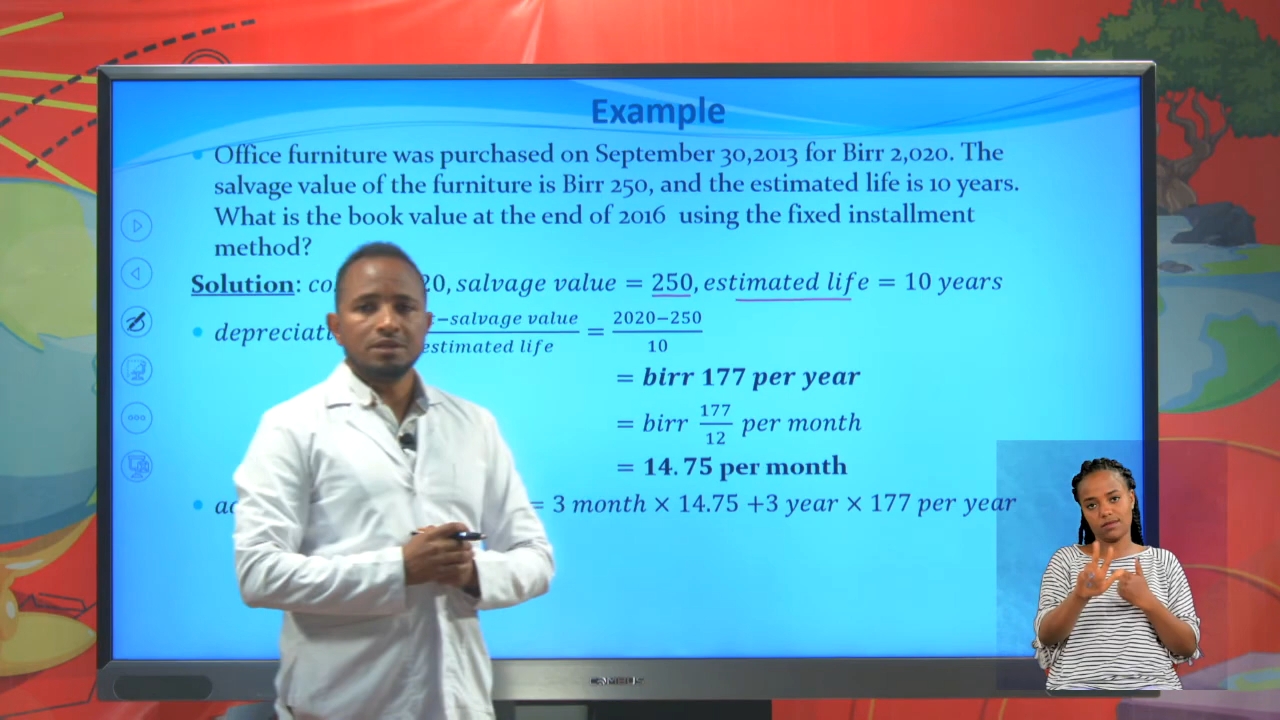 Example
• Office furniture was purchased on September 30,2013 for Birr 2,020. The
salvage value of the furniture is Birr 250, and the estimated life is 10 years.
What is the book value at the end of 2016 using the fixed installment
method?
Solution: co 20, salvage value = 250, estimated life = 10 years
• depreciati −salvage value / estimated life = 2020−250 / 10
= birr 177 per year
= birr 177/12 per month
= 14.75 per month
• ac = 3 month × 14.75 +3 year × 177 per year